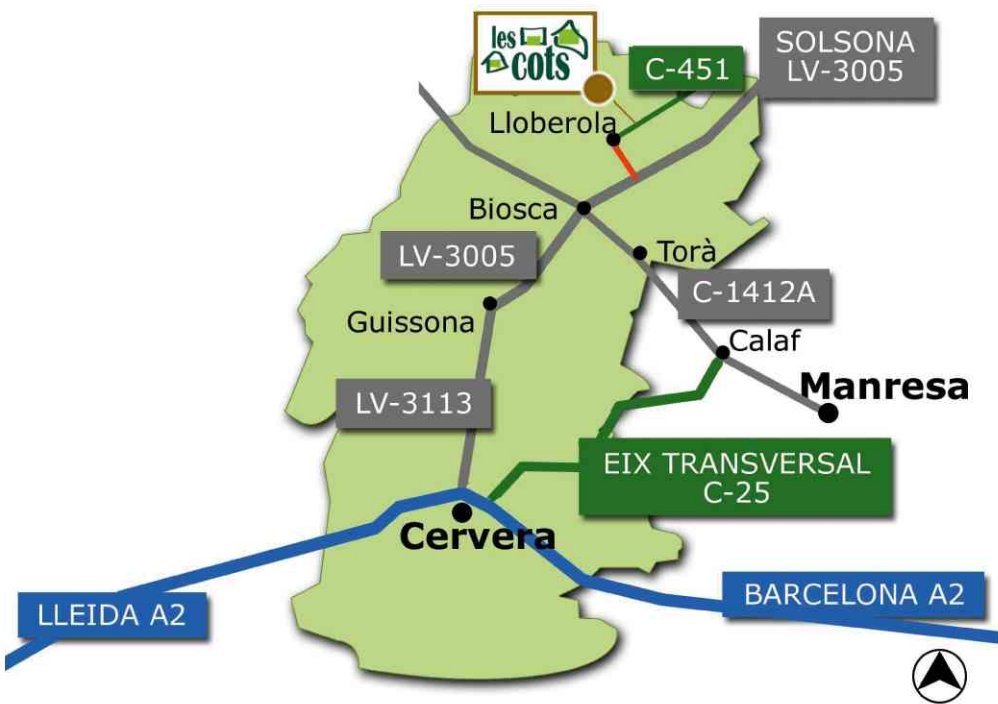 les
cots
C-451
SOLSONA
LV-3005
Lloberola
Biosca
LV-3005
Torà
C-1412A
Guissona
Calaf
Manresa
LV-3113
EIX TRANSVERSAL
C-25
Cervera
LLEIDA A2
BARCELONA A2